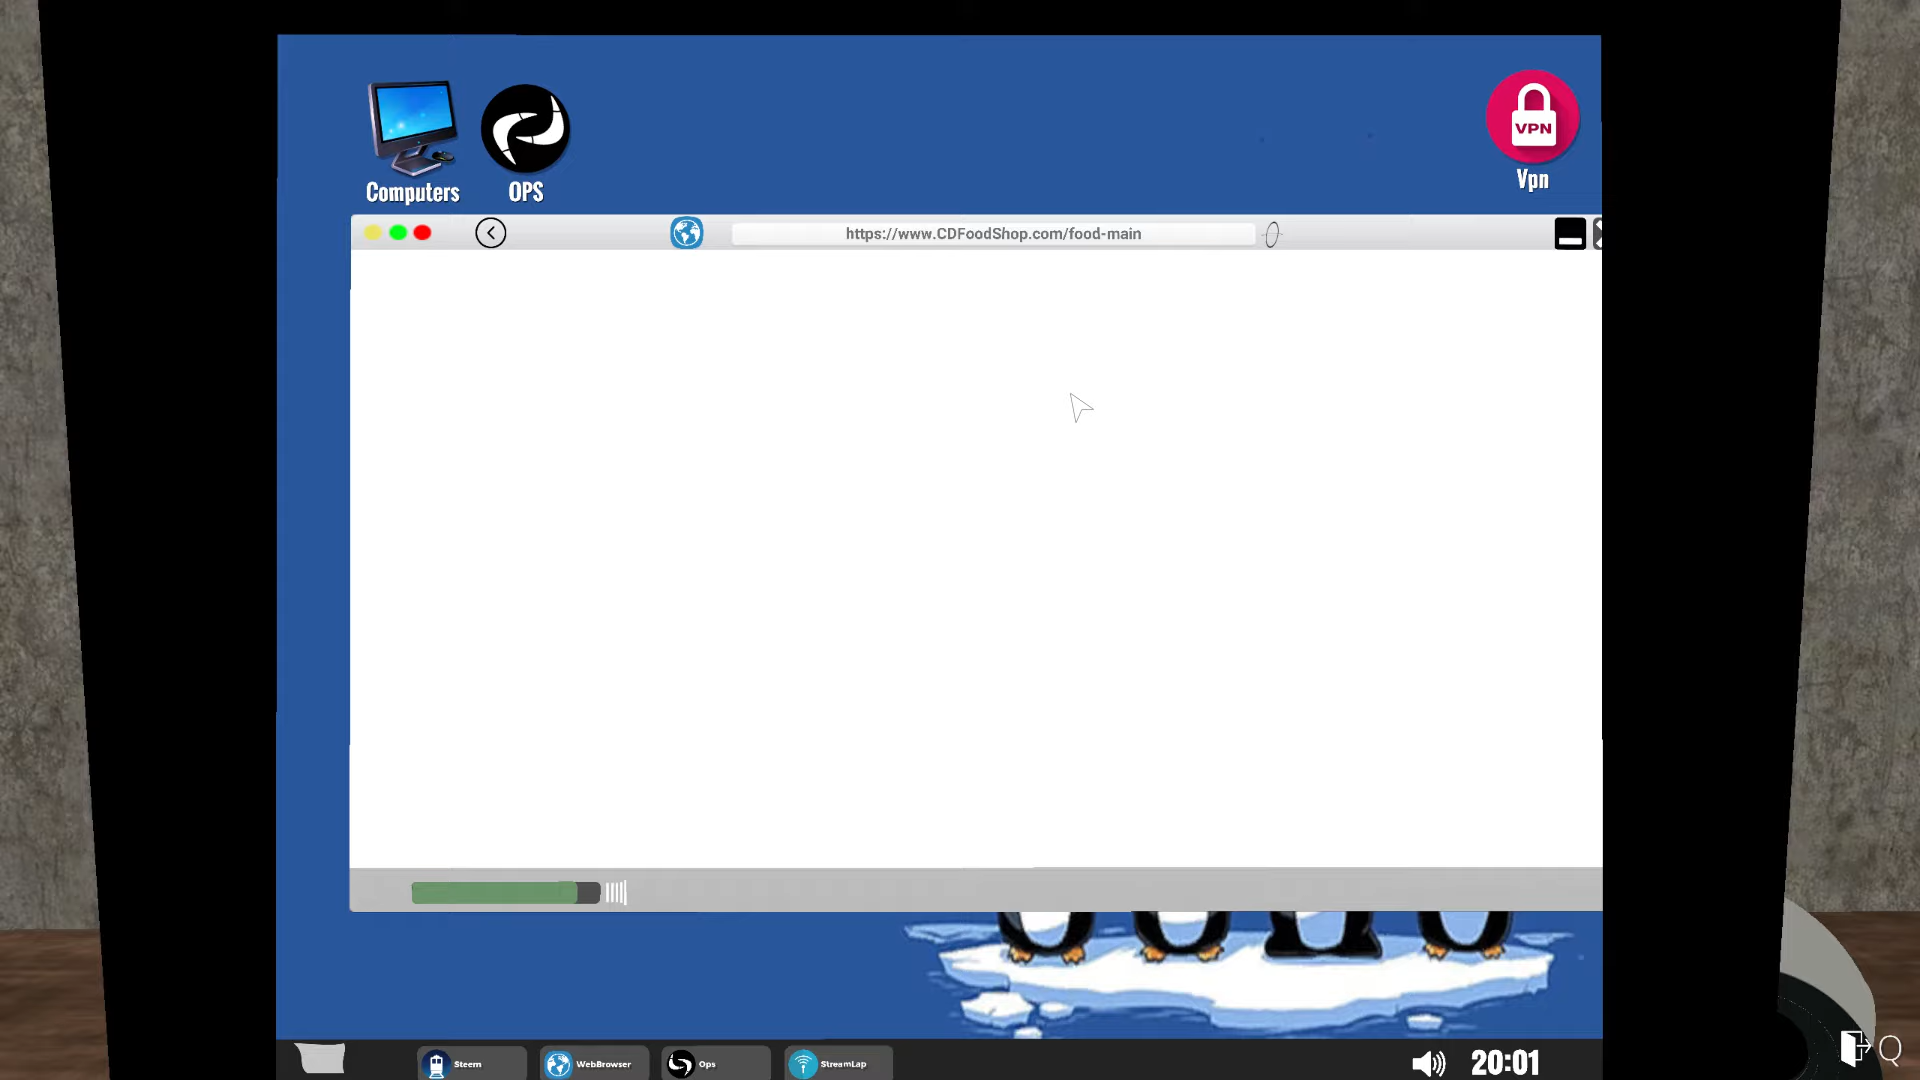 Computers
OPS
VPN
Vpn
https://www.CDFoodShop.com/food-main
Steem
WebBrowser
Ops
StreamLap
20:01
Q